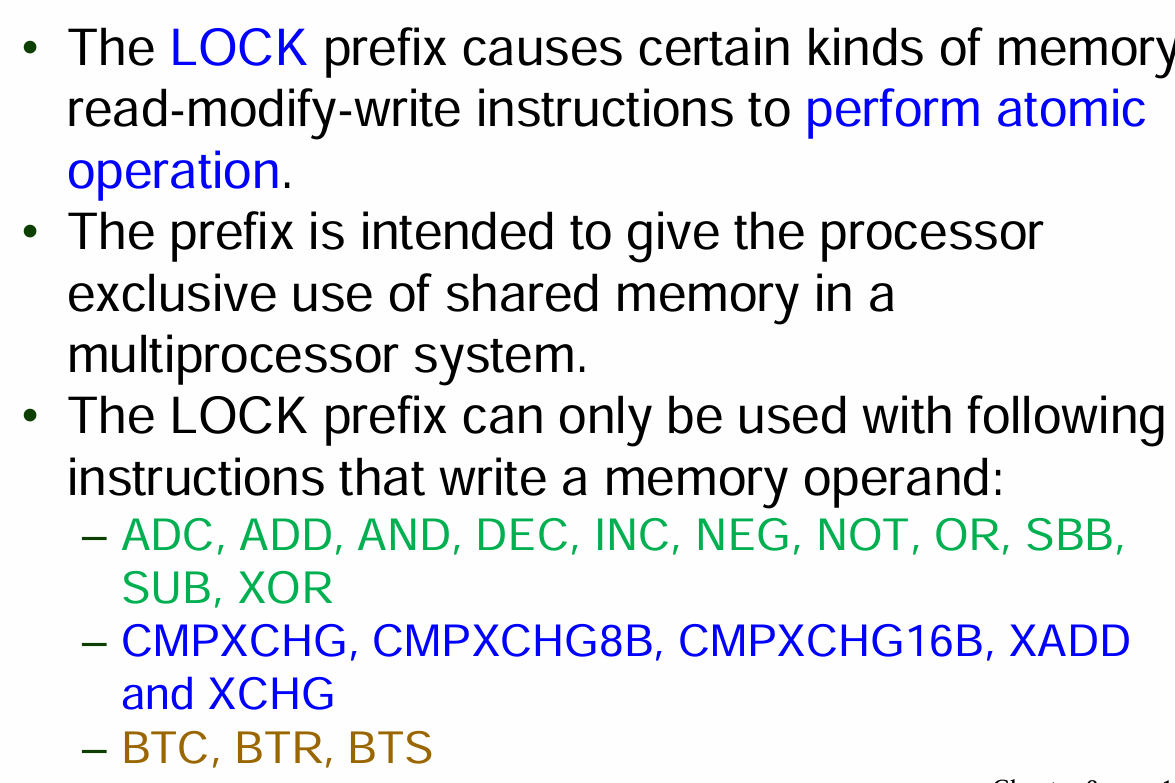 • The LOCK prefix causes certain kinds of memory
read-modify-write instructions to perform atomic
operation.
• The prefix is intended to give the processor
exclusive use of shared memory in a
multiprocessor system.
• The LOCK prefix can only be used with following
instructions that write a memory operand:
– ADC, ADD, AND, DEC, INC, NEG, NOT, OR, SBB,
SUB, XOR
– CMPXCHG, CMPXCHG8B, CMPXCHG16B, XADD
and XCHG
– BTC, BTR, BTS